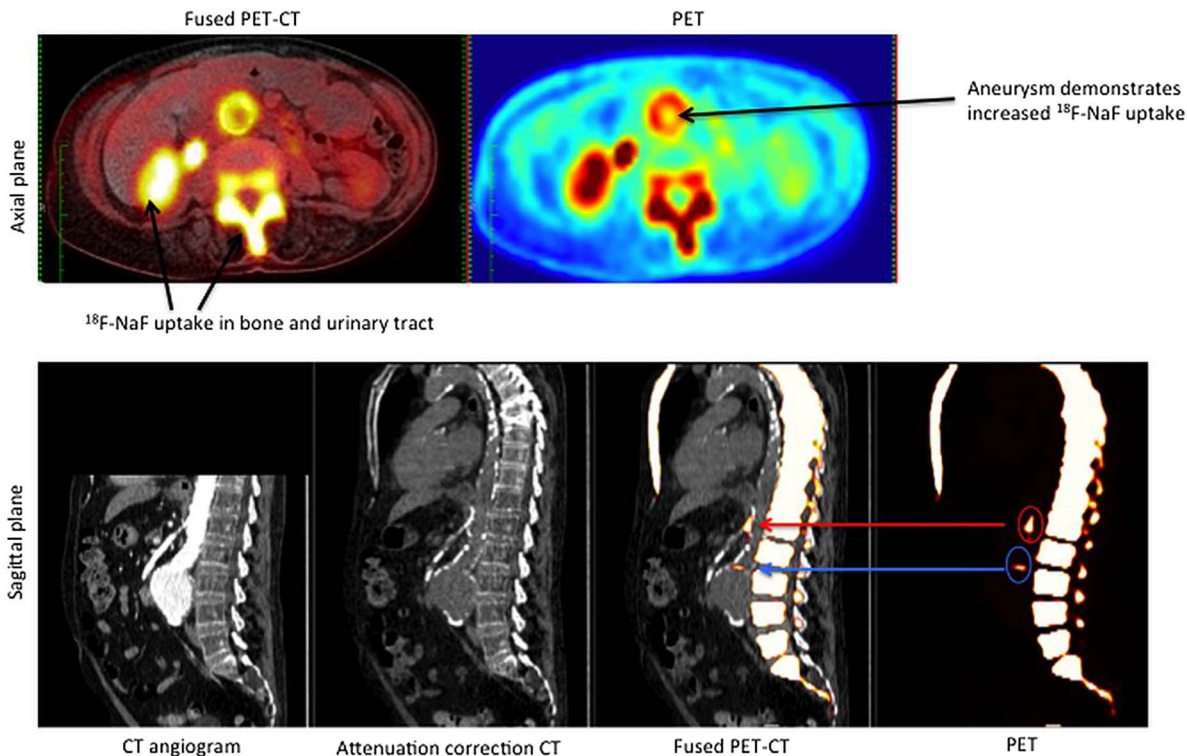 Fused PET-CT
PET
Axial plane
Aneurysm demonstrates
increased ¹⁸F-NaF uptake
¹⁸F-NaF uptake in bone and urinary tract
Sagittal plane
CT angiogram
Attenuation correction CT
Fused PET-CT
PET